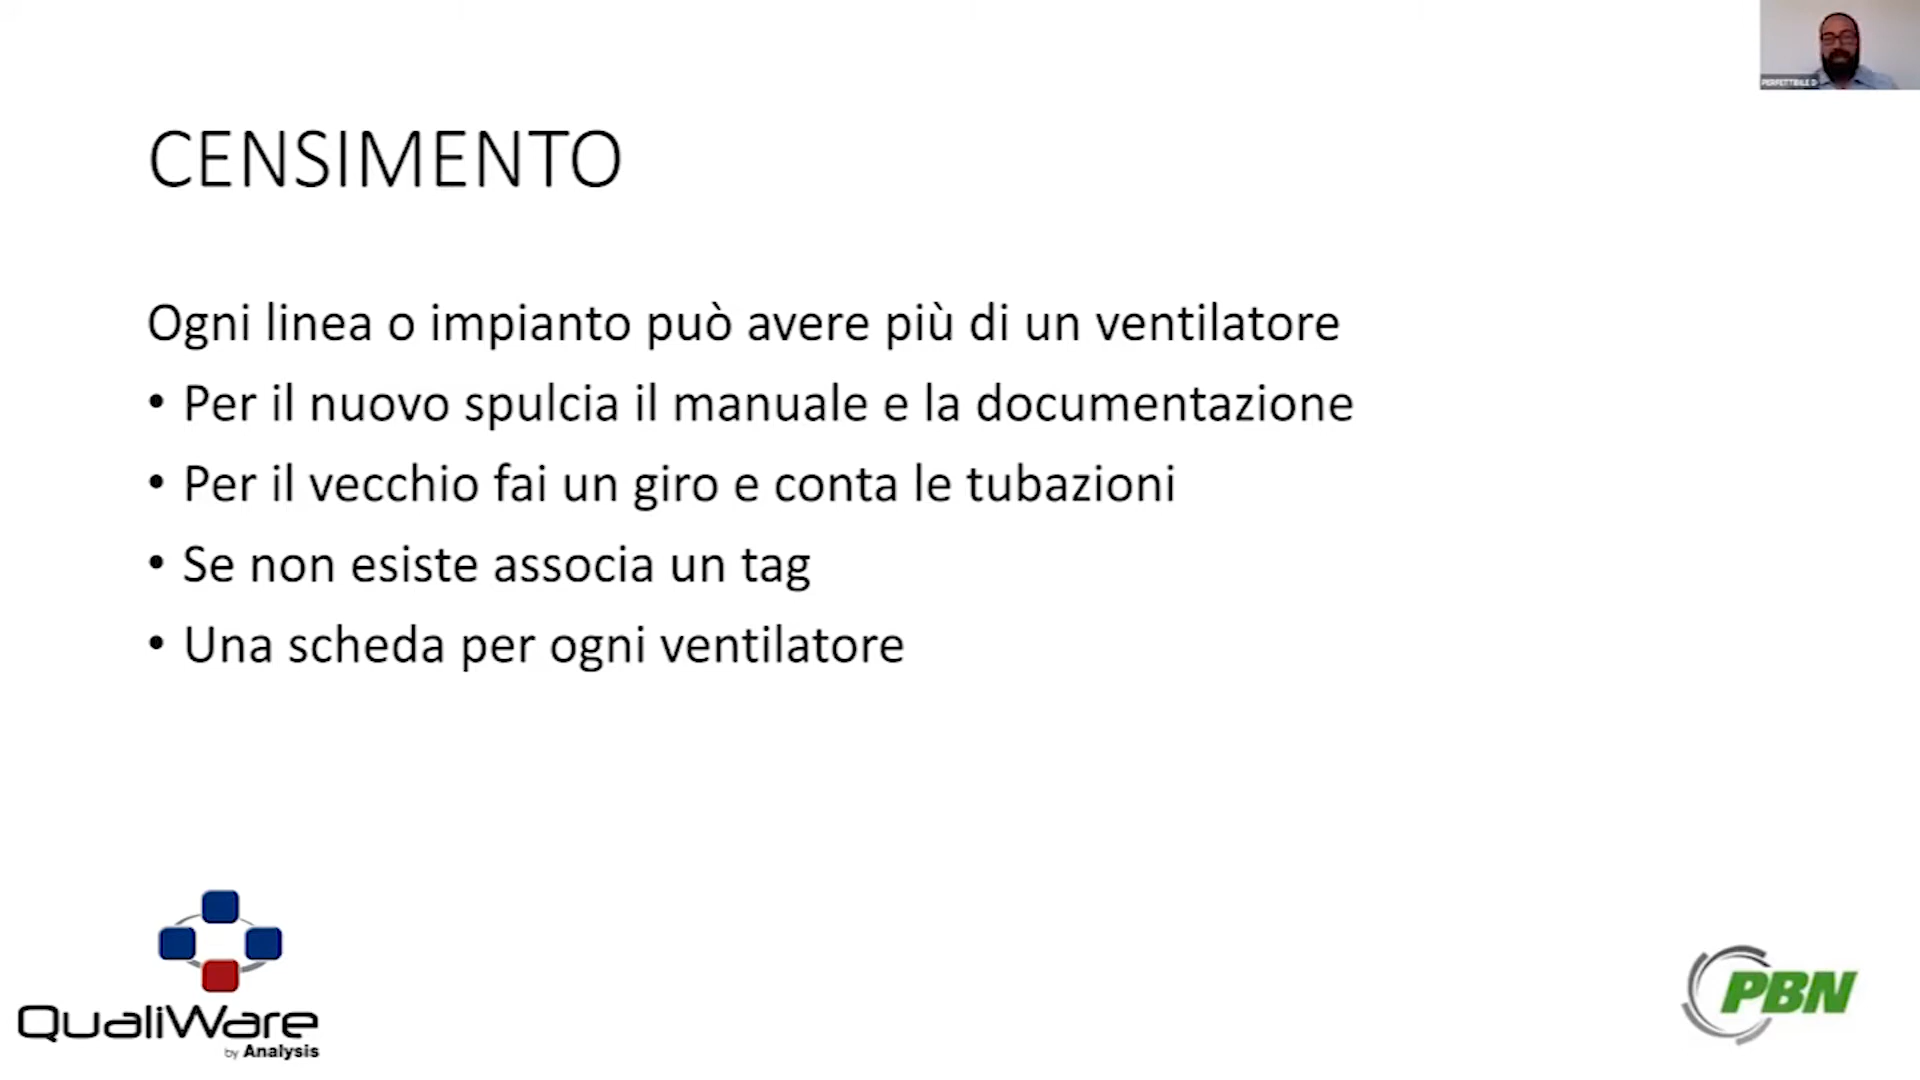 PERFETTIBILE D
CENSIMENTO
Ogni linea o impianto può avere più di un ventilatore
• Per il nuovo spulcia il manuale e la documentazione
• Per il vecchio fai un giro e conta le tubazioni
• Se non esiste associa un tag
• Una scheda per ogni ventilatore
QualiWare
by Analysis
PBN